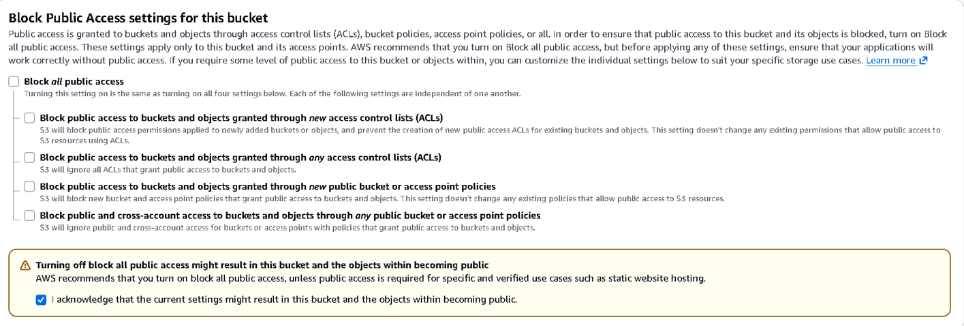 Block Public Access settings for this bucket
Public access is granted to buckets and objects through access control lists (ACLs), bucket policies, access point policies, or all. In order to ensure that public access to this bucket and its objects is blocked, turn on Block
all public access. These settings apply only to this bucket and its access points. AWS recommends that you turn on Block all public access, but before applying any of these settings, ensure that your applications will
work correctly without public access. If you require some level of public access to this bucket or objects within, you can customize the individual settings below to suit your specific storage use cases. Learn more
Block all public access
Turning this setting on is the same as turning on all four settings below. Each of the following settings are independent of one another.
Block public access to buckets and objects granted through new access control lists (ACLs)
S3 will block public access permissions applied to newly added buckets or objects, and prevent the creation of new public access ACLs for existing buckets and objects. This setting doesn't change any existing permissions that allow public access to
S3 resources using ACLs.
Block public access to buckets and objects granted through any access control lists (ACLs)
S3 will ignore all ACLs that grant public access to buckets and objects.
Block public access to buckets and objects granted through new public bucket or access point policies
S3 will block new bucket and access point policies that grant public access to buckets and objects. This setting doesn't change any existing policies that allow public access to S3 resources.
Block public and cross-account access to buckets and objects through any public bucket or access point policies
S3 will ignore public and cross-account access for buckets or access points with policies that grant public access to buckets and objects.
Turning off block all public access might result in this bucket and the objects within becoming public
AWS recommends that you turn on block all public access, unless public access is required for specific and verified use cases such as static website hosting.
I acknowledge that the current settings might result in this bucket and the objects within becoming public.